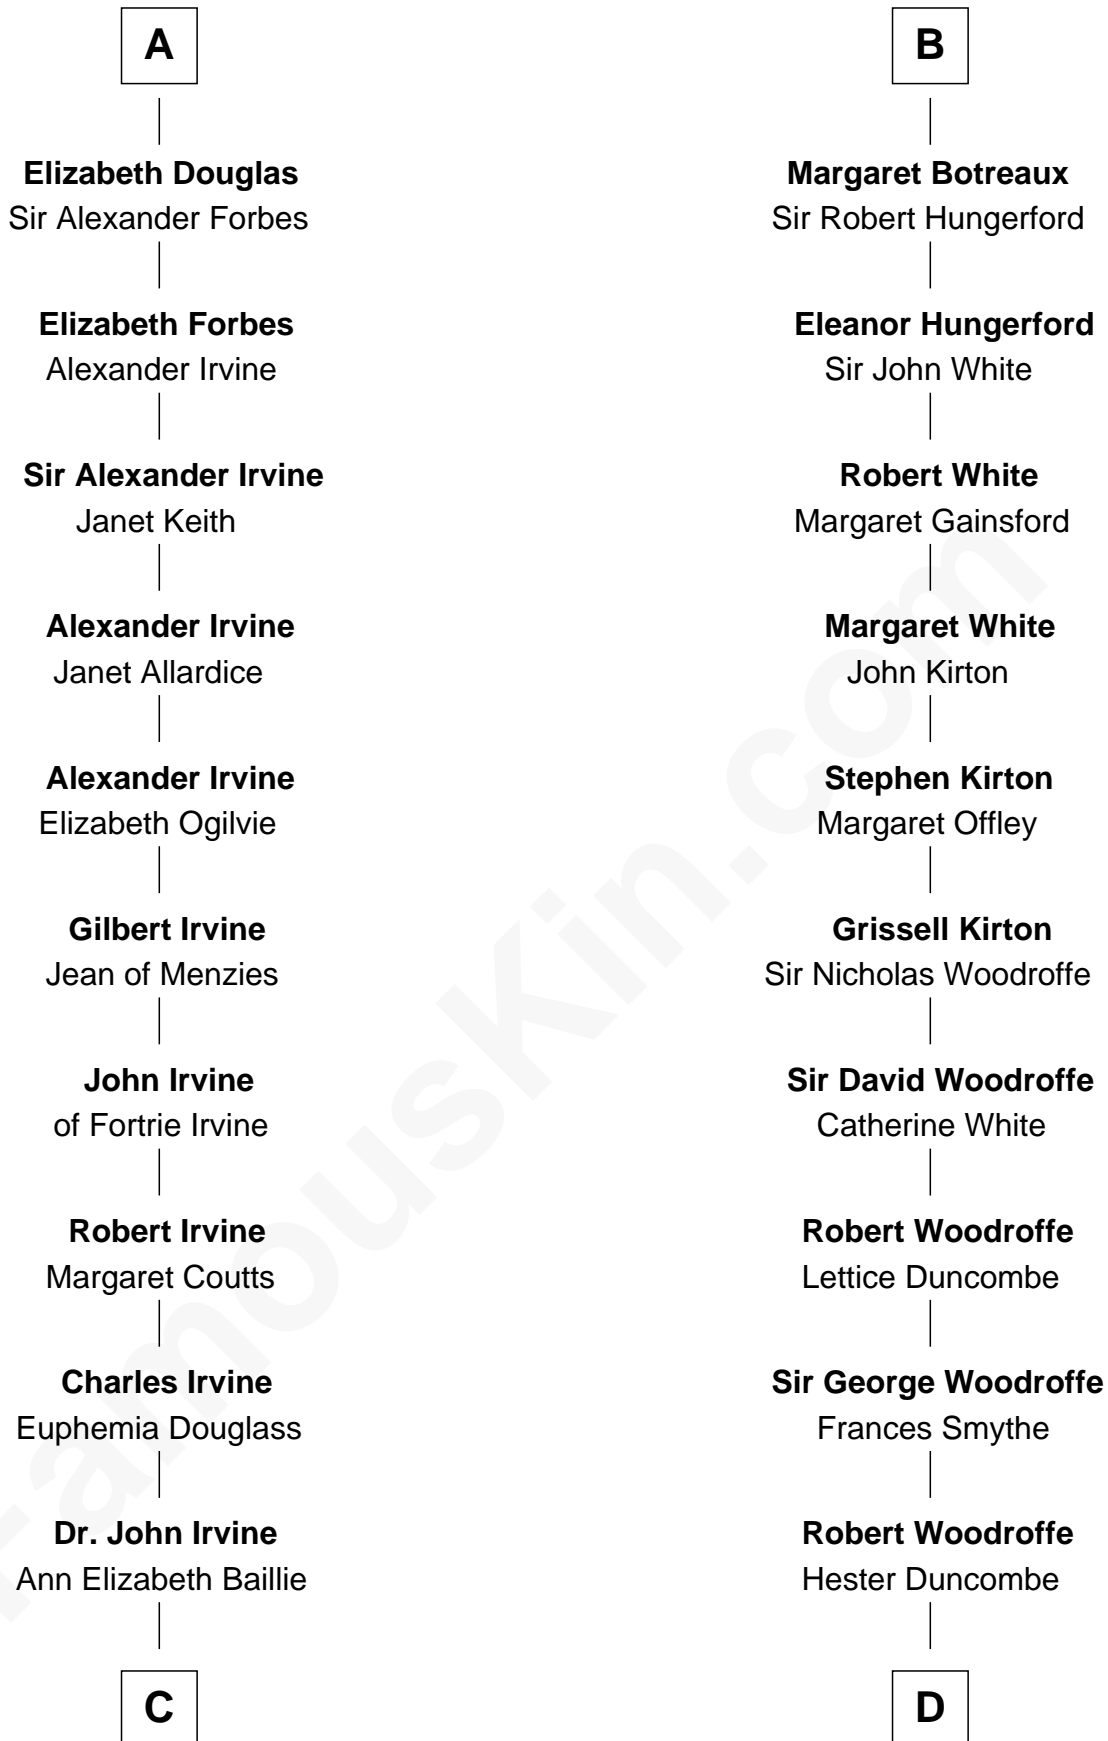 A
Elizabeth Douglas
Sir Alexander Forbes
Elizabeth Forbes
Alexander Irvine
Sir Alexander Irvine
Janet Keith
Alexander Irvine
Janet Allardice
Alexander Irvine
Elizabeth Ogilvie
Gilbert Irvine
Jean of Menzies
John Irvine
of Fortrie Irvine
Robert Irvine
Margaret Coutts
Charles Irvine
Euphemia Douglass
Dr. John Irvine
Ann Elizabeth Baillie
C
B
Margaret Botreaux
Sir Robert Hungerford
Eleanor Hungerford
Sir John White
Robert White
Margaret Gainsford
Margaret White
John Kirton
Stephen Kirton
Margaret Offley
Grissell Kirton
Sir Nicholas Woodroffe
Sir David Woodroffe
Catherine White
Robert Woodroffe
Lettice Duncombe
Sir George Woodroffe
Frances Smythe
Robert Woodroffe
Hester Duncombe
D
FamousKin.com